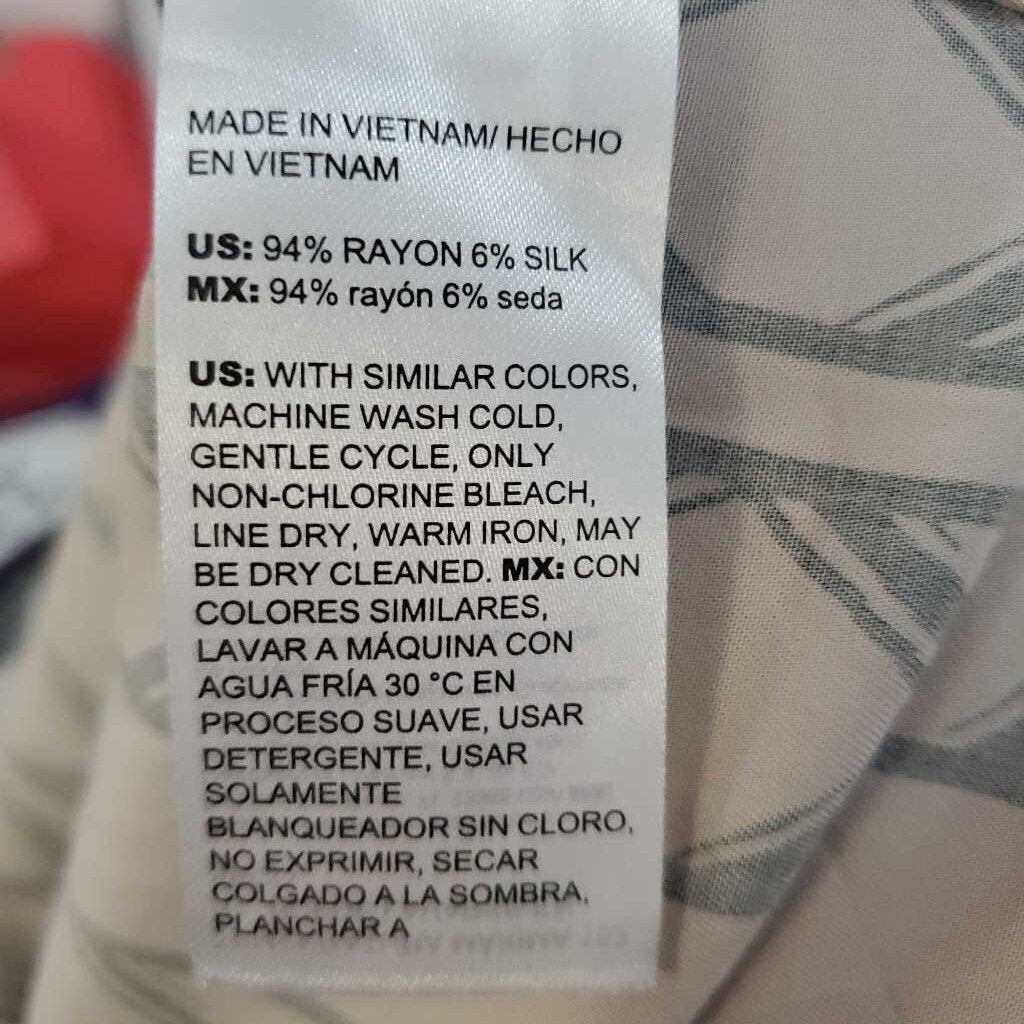 MADE IN VIETNAM/ HECHO
EN VIETNAM
US: 94% RAYON 6% SILK
MX: 94% rayón 6% seda
US: WITH SIMILAR COLORS,
MACHINE WASH COLD,
GENTLE CYCLE, ONLY
NON-CHLORINE BLEACH,
LINE DRY, WARM IRON, MAY
BE DRY CLEANED. MX: CON
COLORES SIMILARES,
LAVAR A MÁQUINA CON
AGUA FRÍA 30 °C EN
PROCESO SUAVE, USAR
DETERGENTE, USAR
SOLAMENTE
BLANQUEADOR SIN CLORO,
NO EXPRIMIR, SECAR
COLGADO A LA SOMBRA,
PLANCHAR A